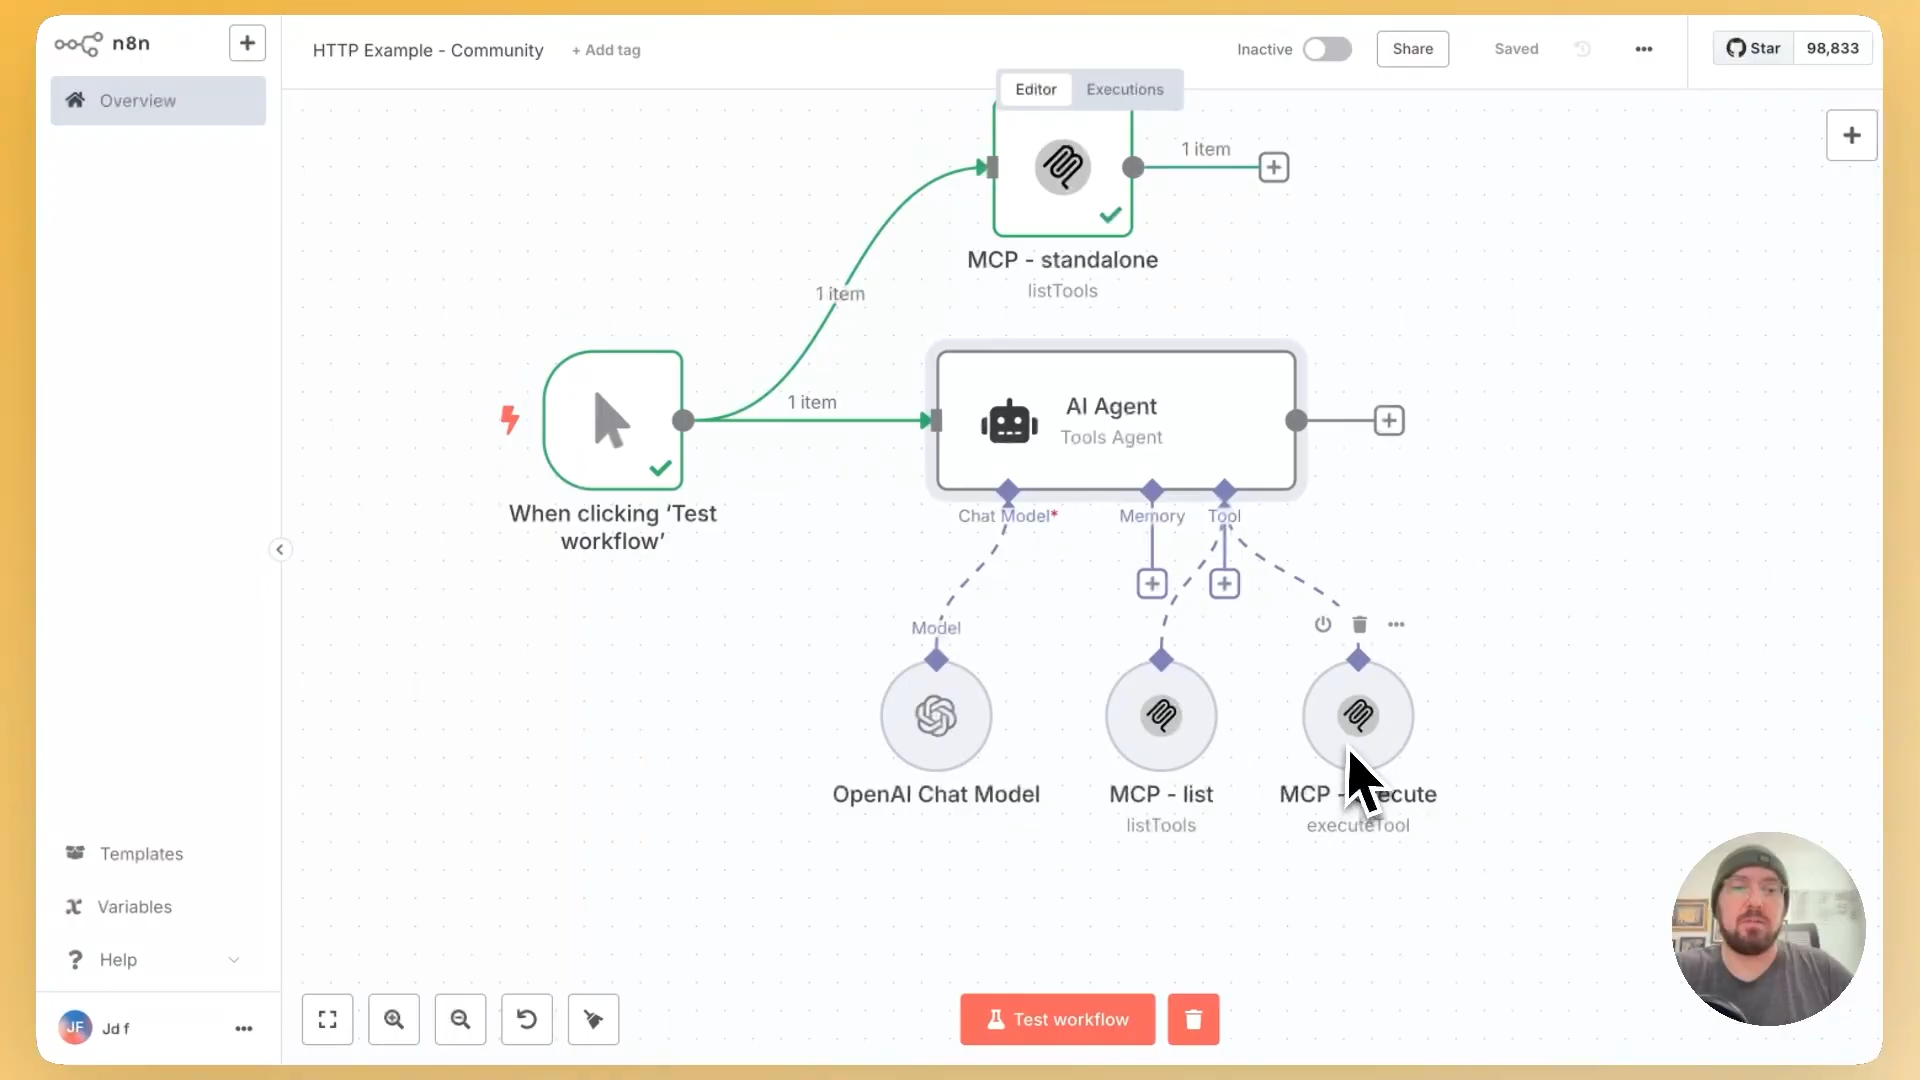 n8n
HTTP Example - Community
+ Add tag
Inactive
Share
Saved
Star
98,833
Overview
Editor
Executions
1 item
MCP - standalone
listTools
1 item
1 item
AI Agent
Tools Agent
When clicking ‘Test
workflow’
Chat Model*
Memory
Tool
Model
OpenAI Chat Model
MCP - list
listTools
MCP -
executeTool
Templates
Variables
Help
JF
Jd f
Test workflow